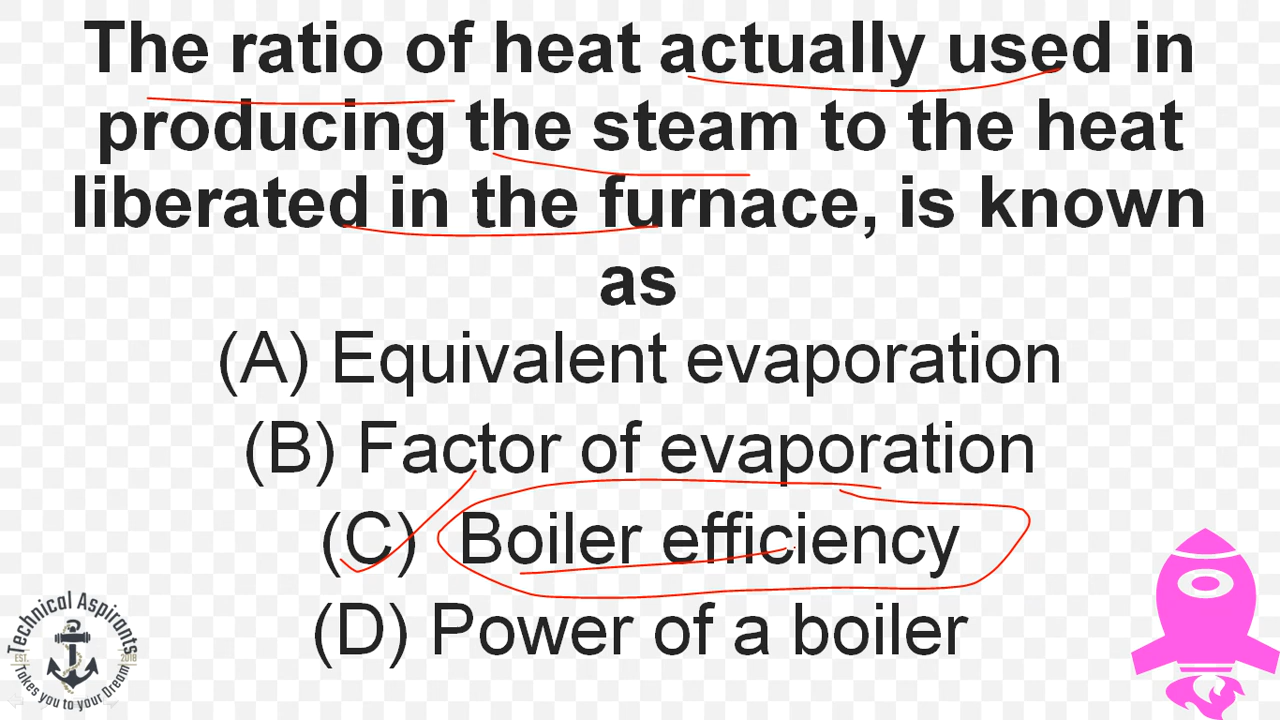 The ratio of heat actually used in
producing the steam to the heat
liberated in the furnace, is known
as
(A) Equivalent evaporation
(B) Factor of evaporation
(C) Boiler efficiency
(D) Power of a boiler
Technical Aspirants
EST. 2018
Takes you to your Dream